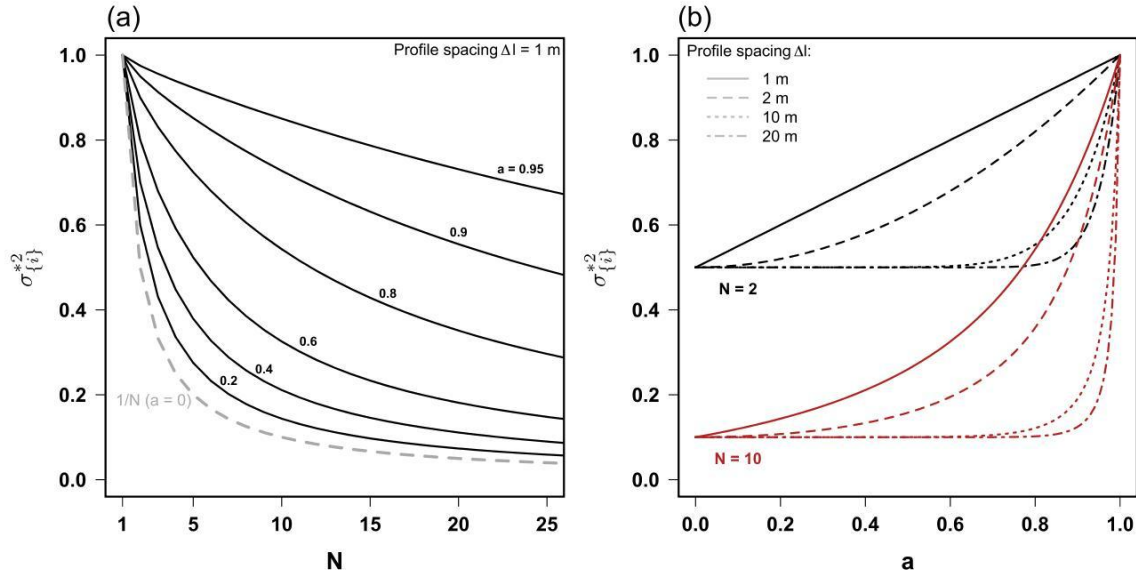 (a)
Profile spacing Δl = 1 m
1.0
0.8
0.6
0.4
0.2
0.0
σ*2{i}
a = 0.95
0.9
0.8
0.6
0.4
0.2
1/N (a = 0)
1 5 10 15 20 25
N
(b)
Profile spacing Δl:
1 m
2 m
10 m
20 m
1.0
0.8
0.6
0.4
0.2
0.0
σ*2{i}
N = 2
N = 10
0.0 0.2 0.4 0.6 0.8 1.0
a